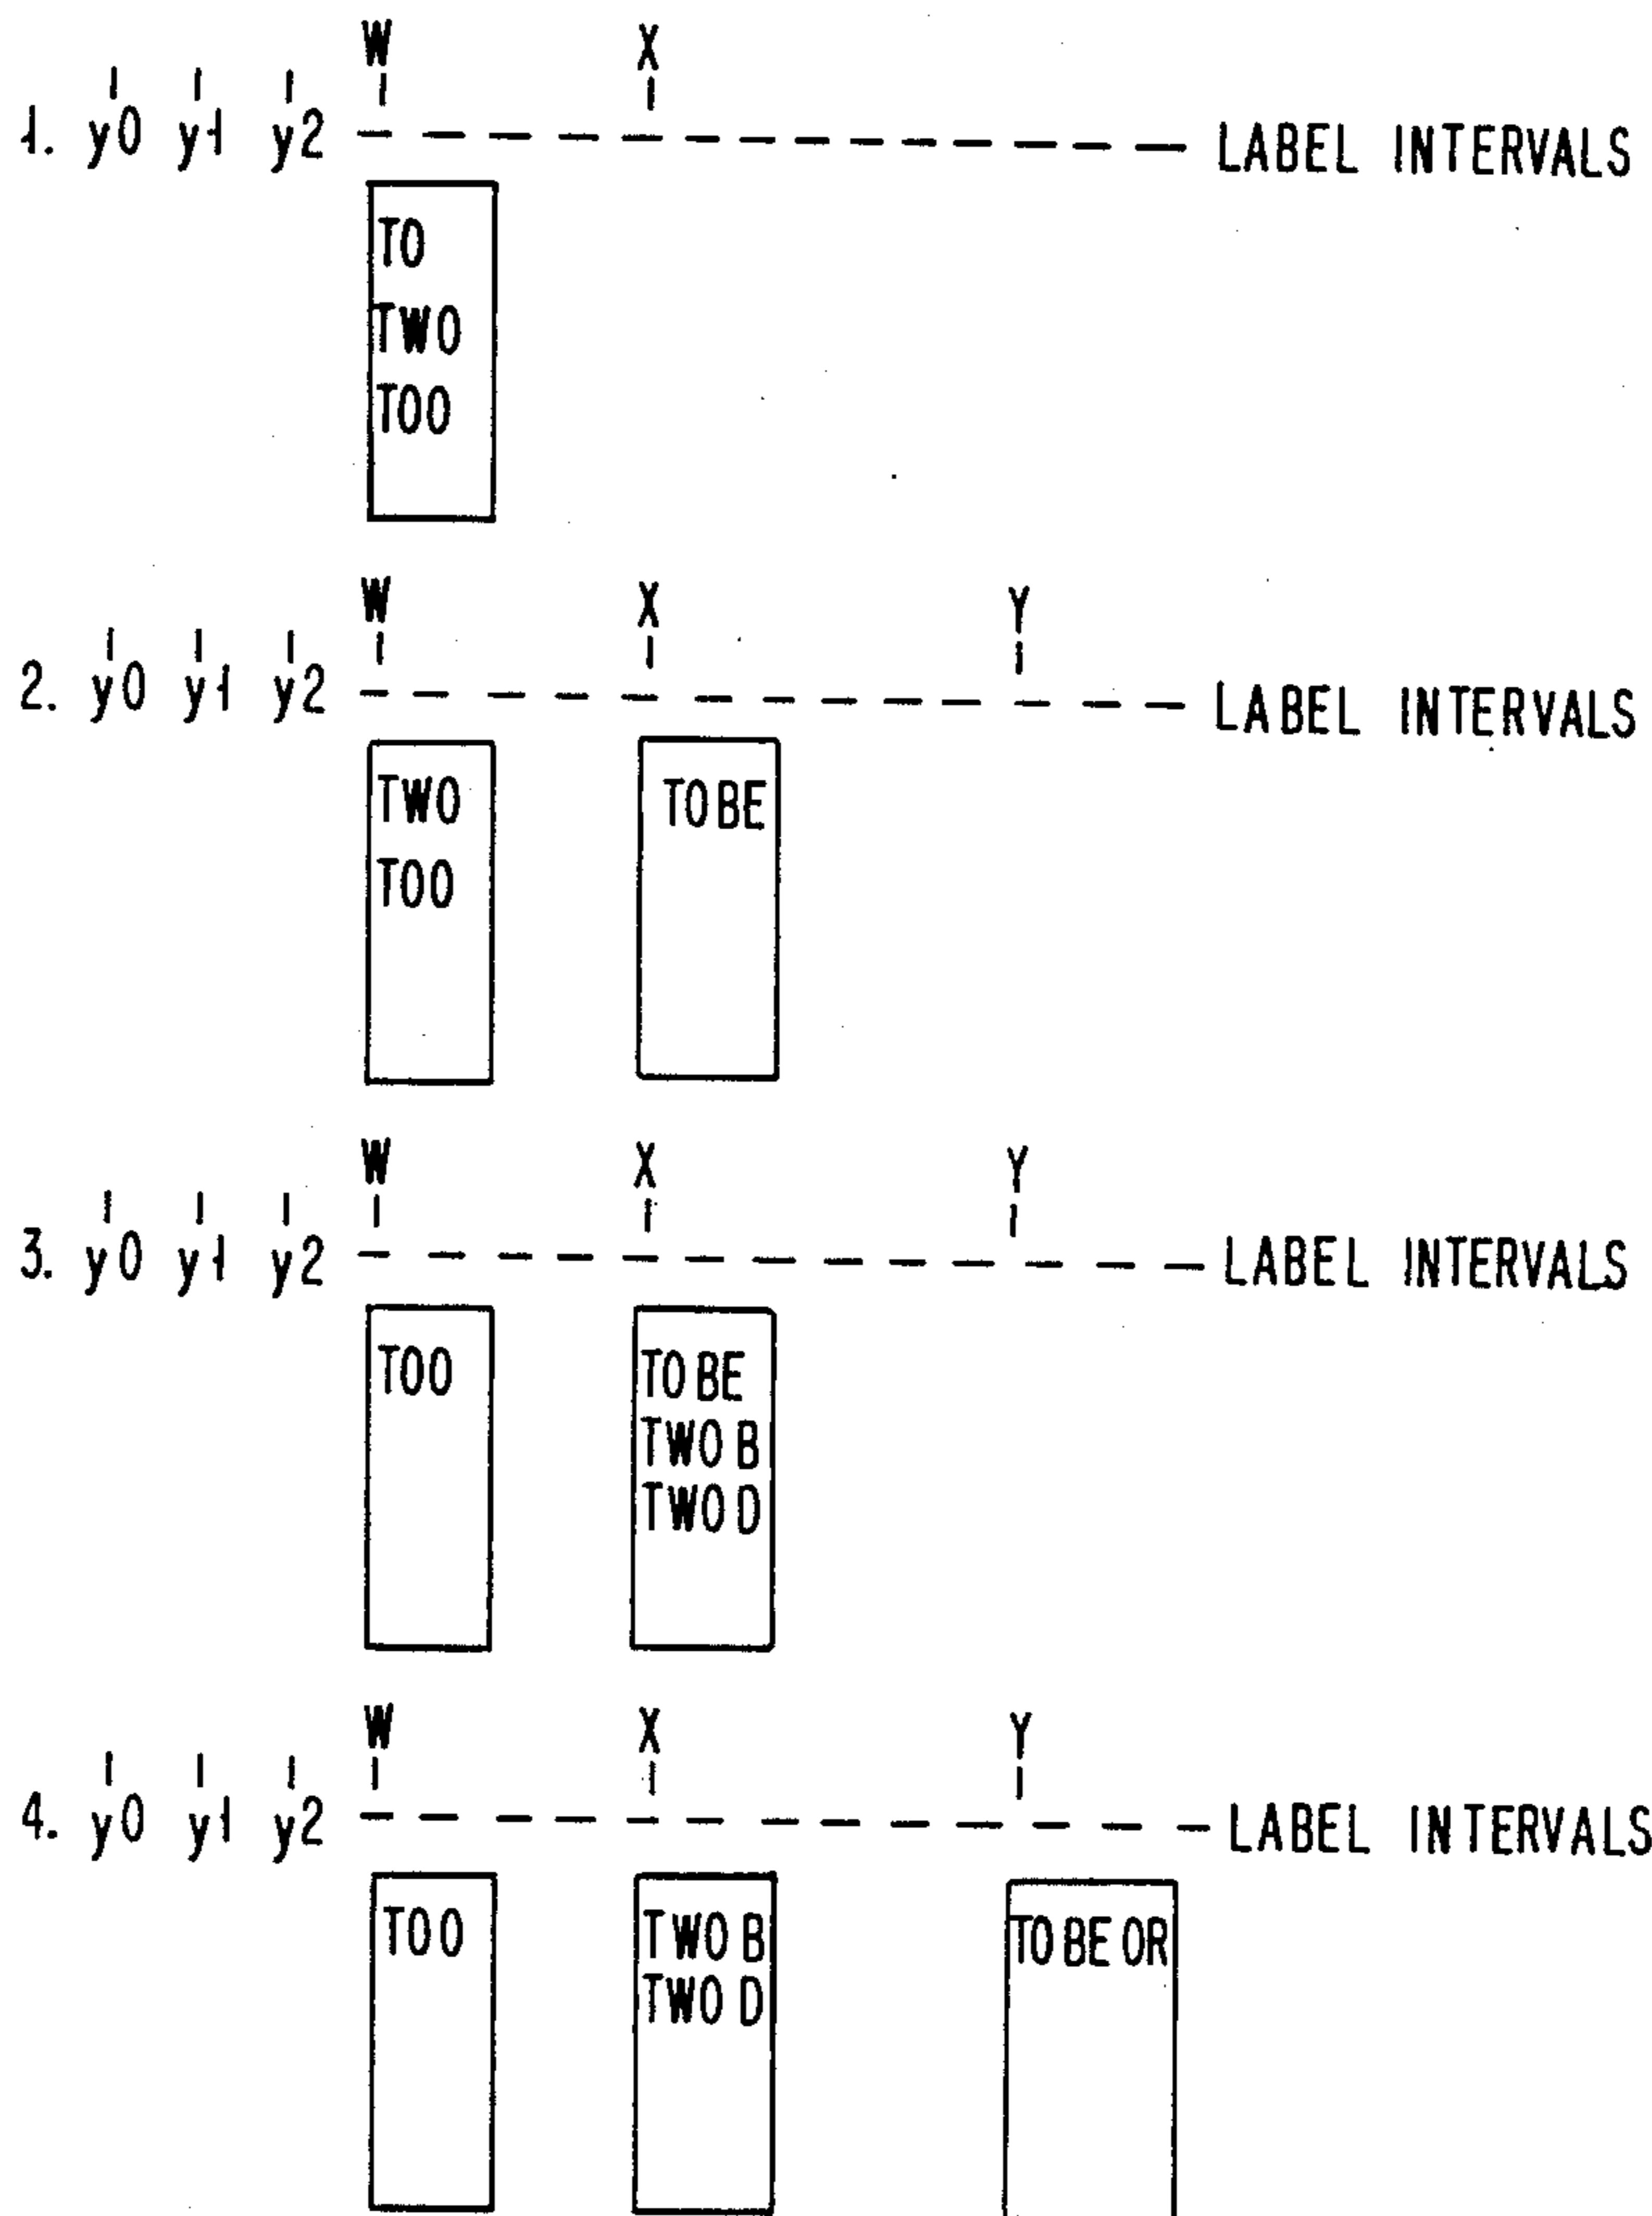 W X
1. y0 y1 y2 LABEL INTERVALS
TO
TWO
TOO
W X Y
2. y0 y1 y2 LABEL INTERVALS
TWO TO BE
TOO
W X Y
3. y0 y1 y2 LABEL INTERVALS
TOO TO BE
TWO B
TWO D
W X Y
4. y0 y1 y2 LABEL INTERVALS
TOO TWO B TO BE OR
TWO D